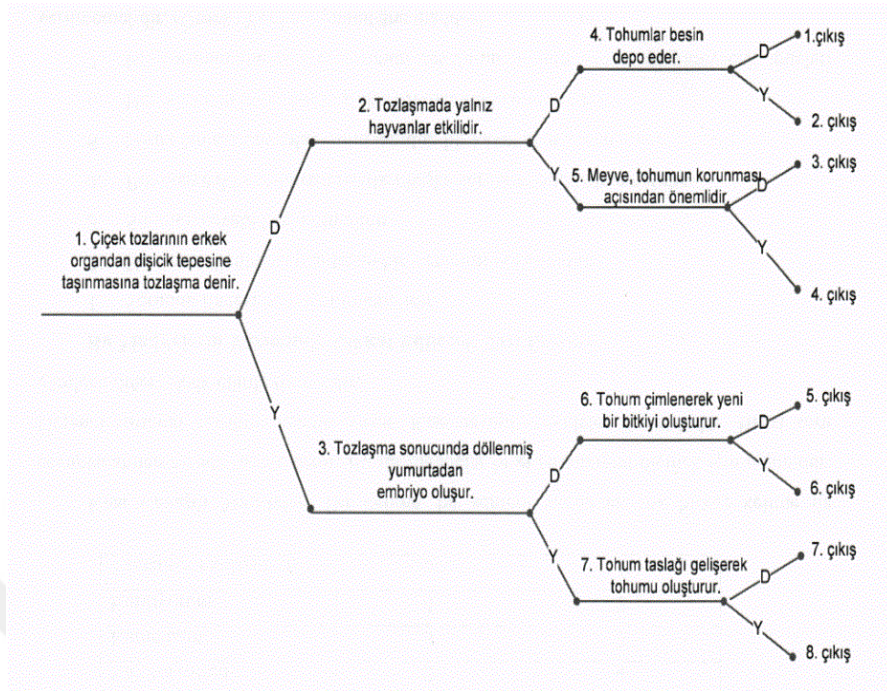 4. Tohumlar besin
depo eder.
D
1.çıkış
Y
2. çıkış
2. Tozlaşmada yalnız
hayvanlar etkilidir.
D
Y
5. Meyve, tohumun korunması
açısından önemlidir.
D
3. çıkış
Y
4. çıkış
1. Çiçek tozlarının erkek
organdan dişicik tepesine
taşınmasına tozlaşma denir.
D
Y
6. Tohum çimlenerek yeni
bir bitkiyi oluşturur.
D
5. çıkış
Y
6. çıkış
3. Tozlaşma sonucunda döllenmiş
yumurtadan
embriyo oluşur.
D
Y
7. Tohum taslağı gelişerek
tohumu oluşturur.
D
7. çıkış
Y
8. çıkış